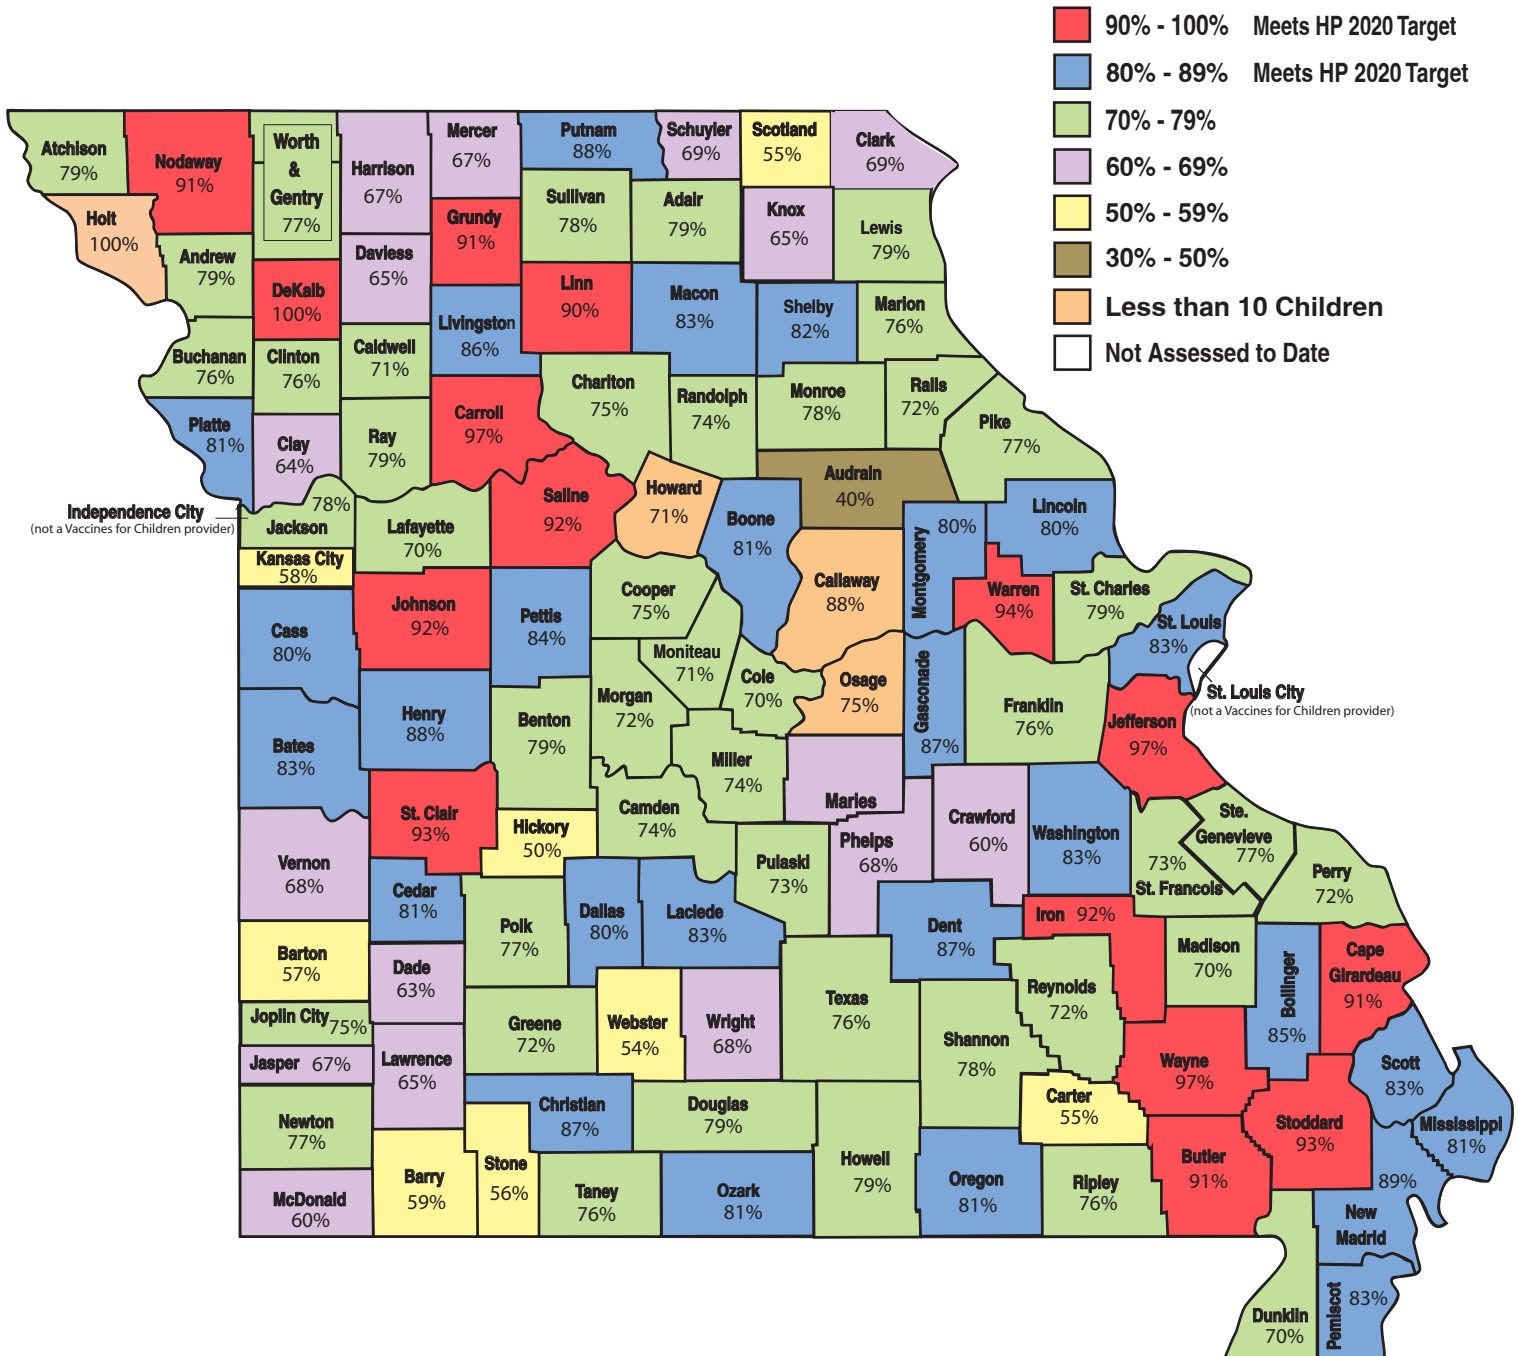 90% - 100% Meets HP 2020 Target
80% - 89% Meets HP 2020 Target
70% - 79%
60% - 69%
50% - 59%
30% - 50%
Less than 10 Children
Not Assessed to Date
Atchison
79%
Nodaway
91%
Worth
&
Gentry
77%
Harrison
67%
Mercer
67%
Putnam
88%
Schuyler
69%
Scotland
55%
Clark
69%
Holt
100%
Andrew
79%
DeKalb
100%
Daviess
65%
Grundy
91%
Sullivan
78%
Adair
79%
Knox
65%
Lewis
79%
Linn
90%
Macon
83%
Shelby
82%
Marion
76%
Livingston
86%
Buchanan
76%
Clinton
76%
Caldwell
71%
Chariton
75%
Randolph
74%
Monroe
78%
Ralls
72%
Pike
77%
Platte
81%
Clay
64%
Ray
79%
Carroll
97%
Independence City
(not a Vaccines for Children provider)
78%
Jackson
Kansas City
58%
Lafayette
70%
Saline
92%
Howard
71%
Boone
81%
Audrain
40%
Callaway
88%
Montgomery
80%
Lincoln
80%
Warren
94%
St. Charles
79%
St. Louis
83%
St. Louis City
(not a Vaccines for Children provider)
Cass
80%
Johnson
92%
Pettis
84%
Cooper
75%
Moniteau
71%
Cole
70%
Osage
75%
Gasconade
87%
Franklin
76%
Jefferson
97%
Bates
83%
Henry
88%
Benton
79%
Morgan
72%
Miller
74%
Maries
Camden
74%
St. Clair
93%
Hickory
50%
Vernon
68%
Cedar
81%
Polk
77%
Dallas
80%
Laclede
83%
Pulaski
73%
Phelps
68%
Crawford
60%
Washington
83%
Ste.
Genevieve
77%
73%
St. Francois
Perry
72%
Dent
87%
Iron 92%
Madison
70%
Bollinger
85%
Cape
Girardeau
91%
Barton
57%
Dade
63%
Joplin City 75%
Jasper 67%
Lawrence
65%
Greene
72%
Webster
54%
Wright
68%
Texas
76%
Shannon
78%
Reynolds
72%
Wayne
97%
Scott
83%
Mississippi
81%
Stoddard
93%
Carter
55%
Newton
77%
Christian
87%
Douglas
79%
McDonald
60%
Barry
59%
Stone
56%
Taney
76%
Ozark
81%
Howell
79%
Oregon
81%
Ripley
76%
Butler
91%
89%
New
Madrid
Dunklin
70%
Pemiscot
83%